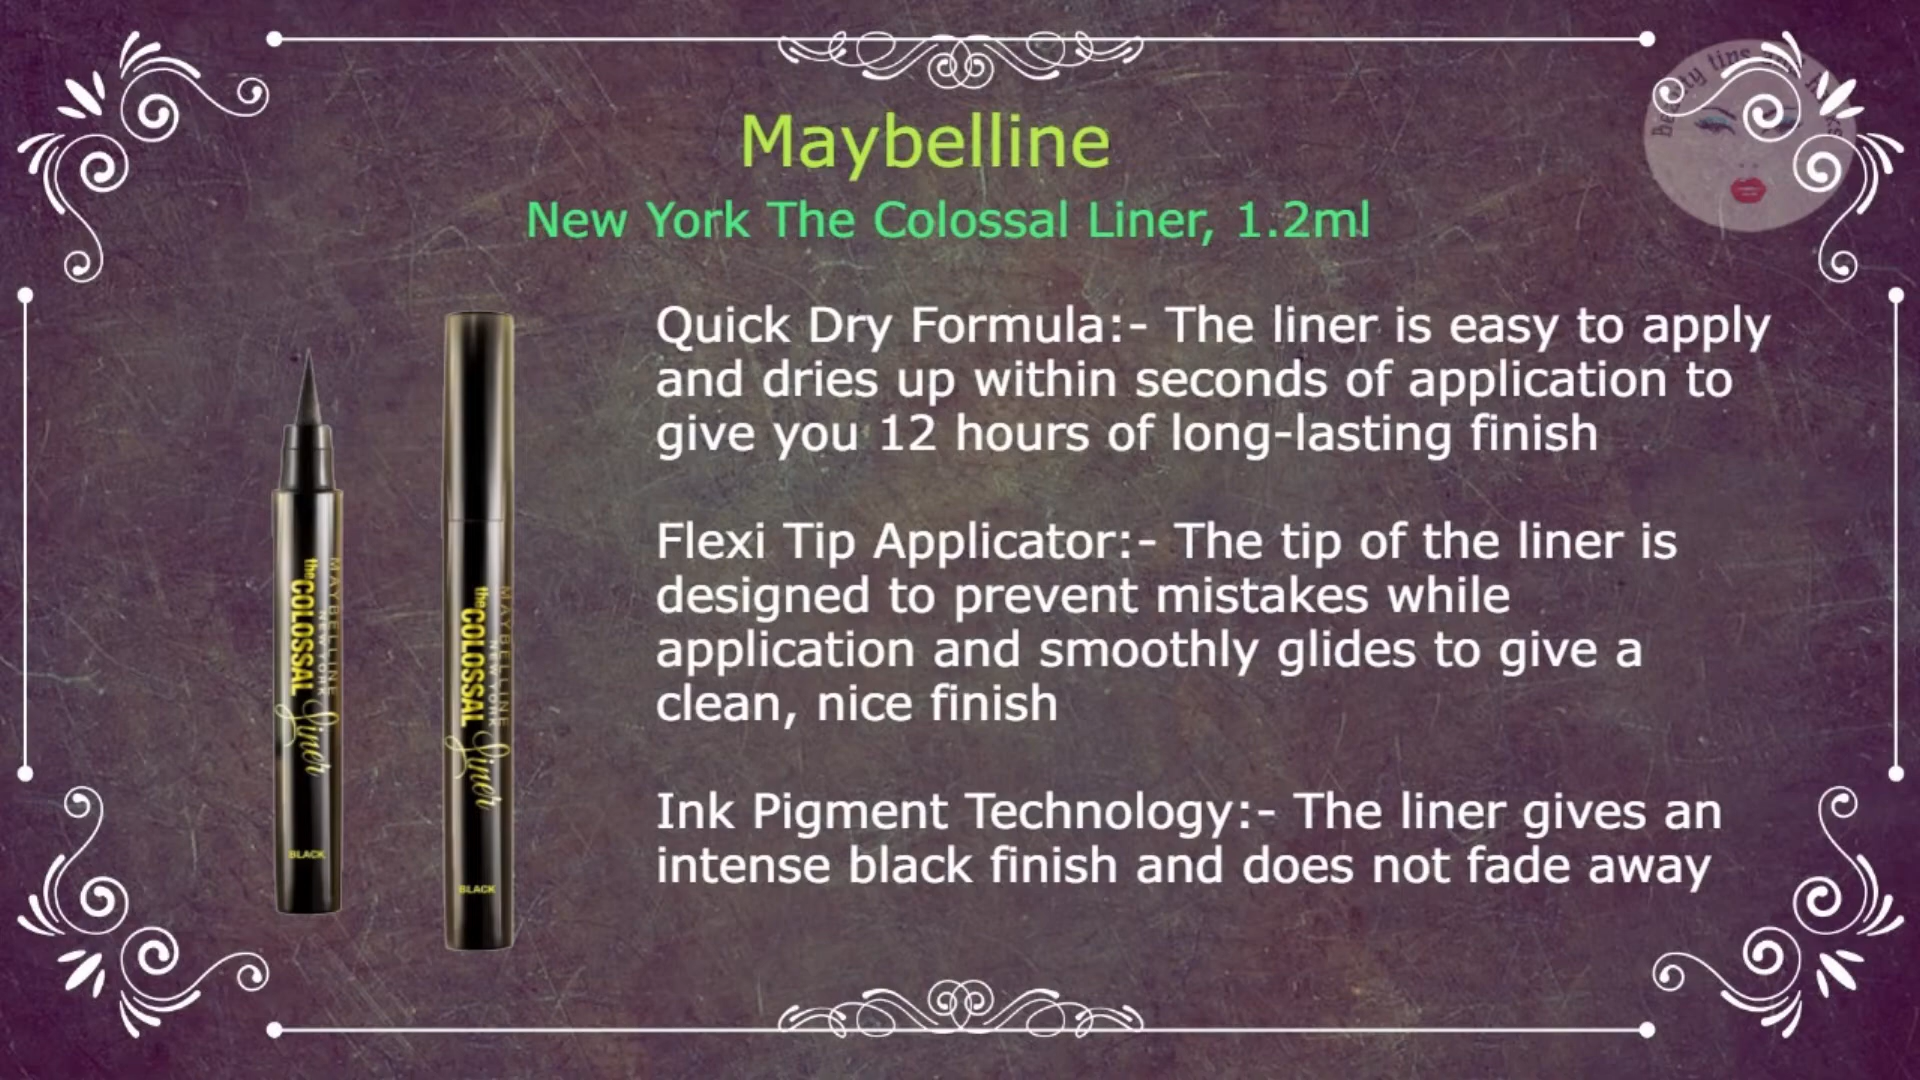 Maybelline
New York The Colossal Liner, 1.2ml
Quick Dry Formula:- The liner is easy to apply
and dries up within seconds of application to
give you 12 hours of long-lasting finish
Flexi Tip Applicator:- The tip of the liner is
designed to prevent mistakes while
application and smoothly glides to give a
clean, nice finish
Ink Pigment Technology:- The liner gives an
intense black finish and does not fade away
MAYBELLINE
NEW YORK
the COLOSSAL
Liner
BLACK
MAYBELLINE
NEW YORK
the COLOSSAL
Liner
BLACK
tips